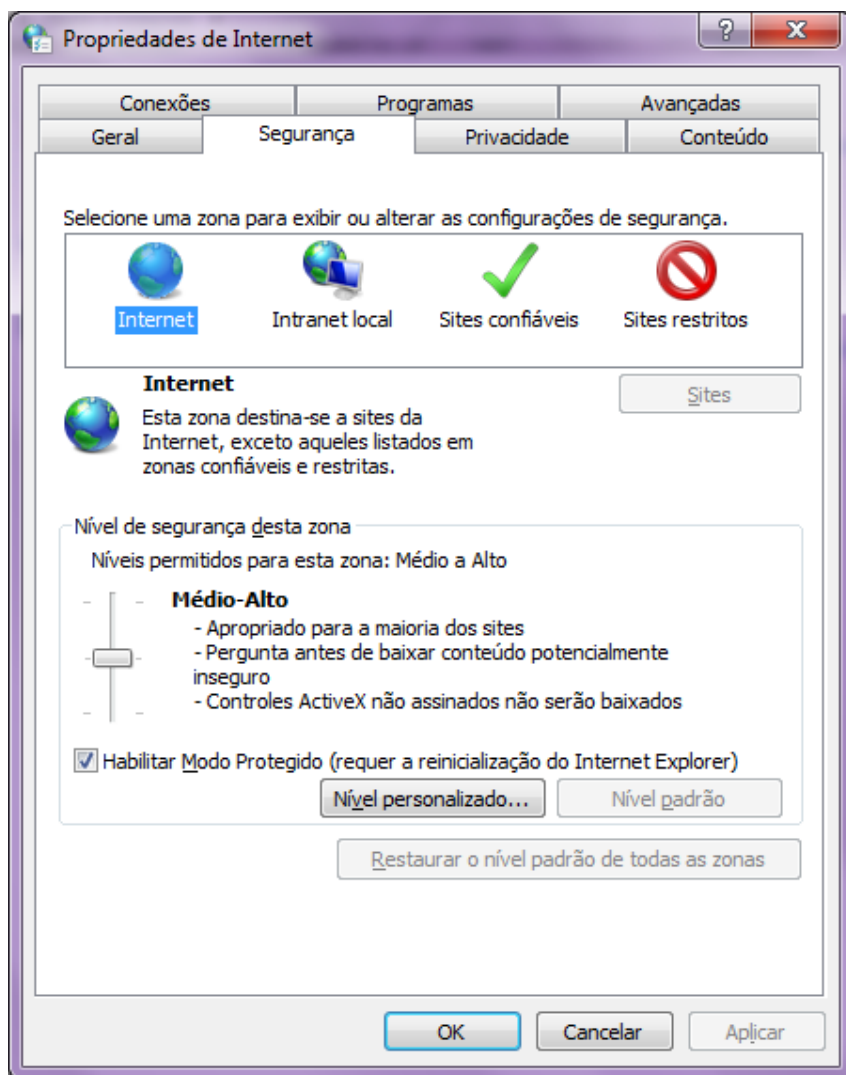 Propriedades de Internet
?
X
Conexões
Programas
Avançadas
Geral
Segurança
Privacidade
Conteúdo
Selecione uma zona para exibir ou alterar as configurações de segurança.
Internet
Intranet local
Sites confiáveis
Sites restritos
Internet
Sites
Esta zona destina-se a sites da
Internet, exceto aqueles listados em
zonas confiáveis e restritas.
Nível de segurança desta zona
Níveis permitidos para esta zona: Médio a Alto
Médio-Alto
- Apropriado para a maioria dos sites
- Pergunta antes de baixar conteúdo potencialmente
inseguro
- Controles ActiveX não assinados não serão baixados
Habilitar Modo Protegido (requer a reinicialização do Internet Explorer)
Nível personalizado...
Nível padrão
Restaurar o nível padrão de todas as zonas
OK
Cancelar
Aplicar